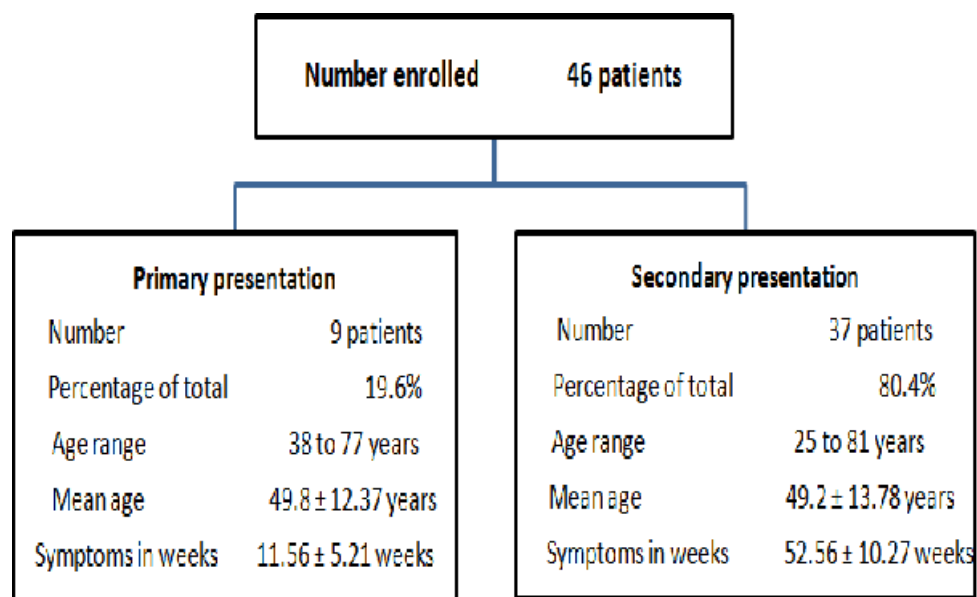 Number enrolled 46 patients
Primary presentation
Number 9 patients
Percentage of total 19.6%
Age range 38 to 77 years
Mean age 49.8 ± 12.37 years
Symptoms in weeks 11.56 ± 5.21 weeks
Secondary presentation
Number 37 patients
Percentage of total 80.4%
Age range 25 to 81 years
Mean age 49.2 ± 13.78 years
Symptoms in weeks 52.56 ± 10.27 weeks